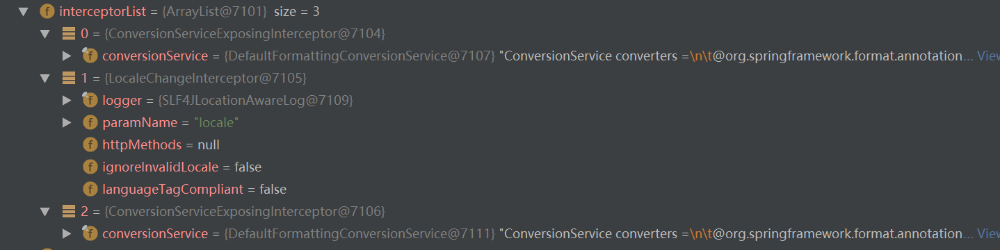 interceptorList = {ArrayList@7101} size = 3
0 = {ConversionServiceExposingInterceptor@7104}
conversionService = {DefaultFormattingConversionService@7107} "ConversionService converters =\n\t@org.springframework.format.annotation... View
1 = {LocaleChangeInterceptor@7105}
logger = {SLF4JLocationAwareLog@7109}
paramName = "locale"
httpMethods = null
ignoreInvalidLocale = false
languageTagCompliant = false
2 = {ConversionServiceExposingInterceptor@7106}
conversionService = {DefaultFormattingConversionService@7111} "ConversionService converters =\n\t@org.springframework.format.annotation... View